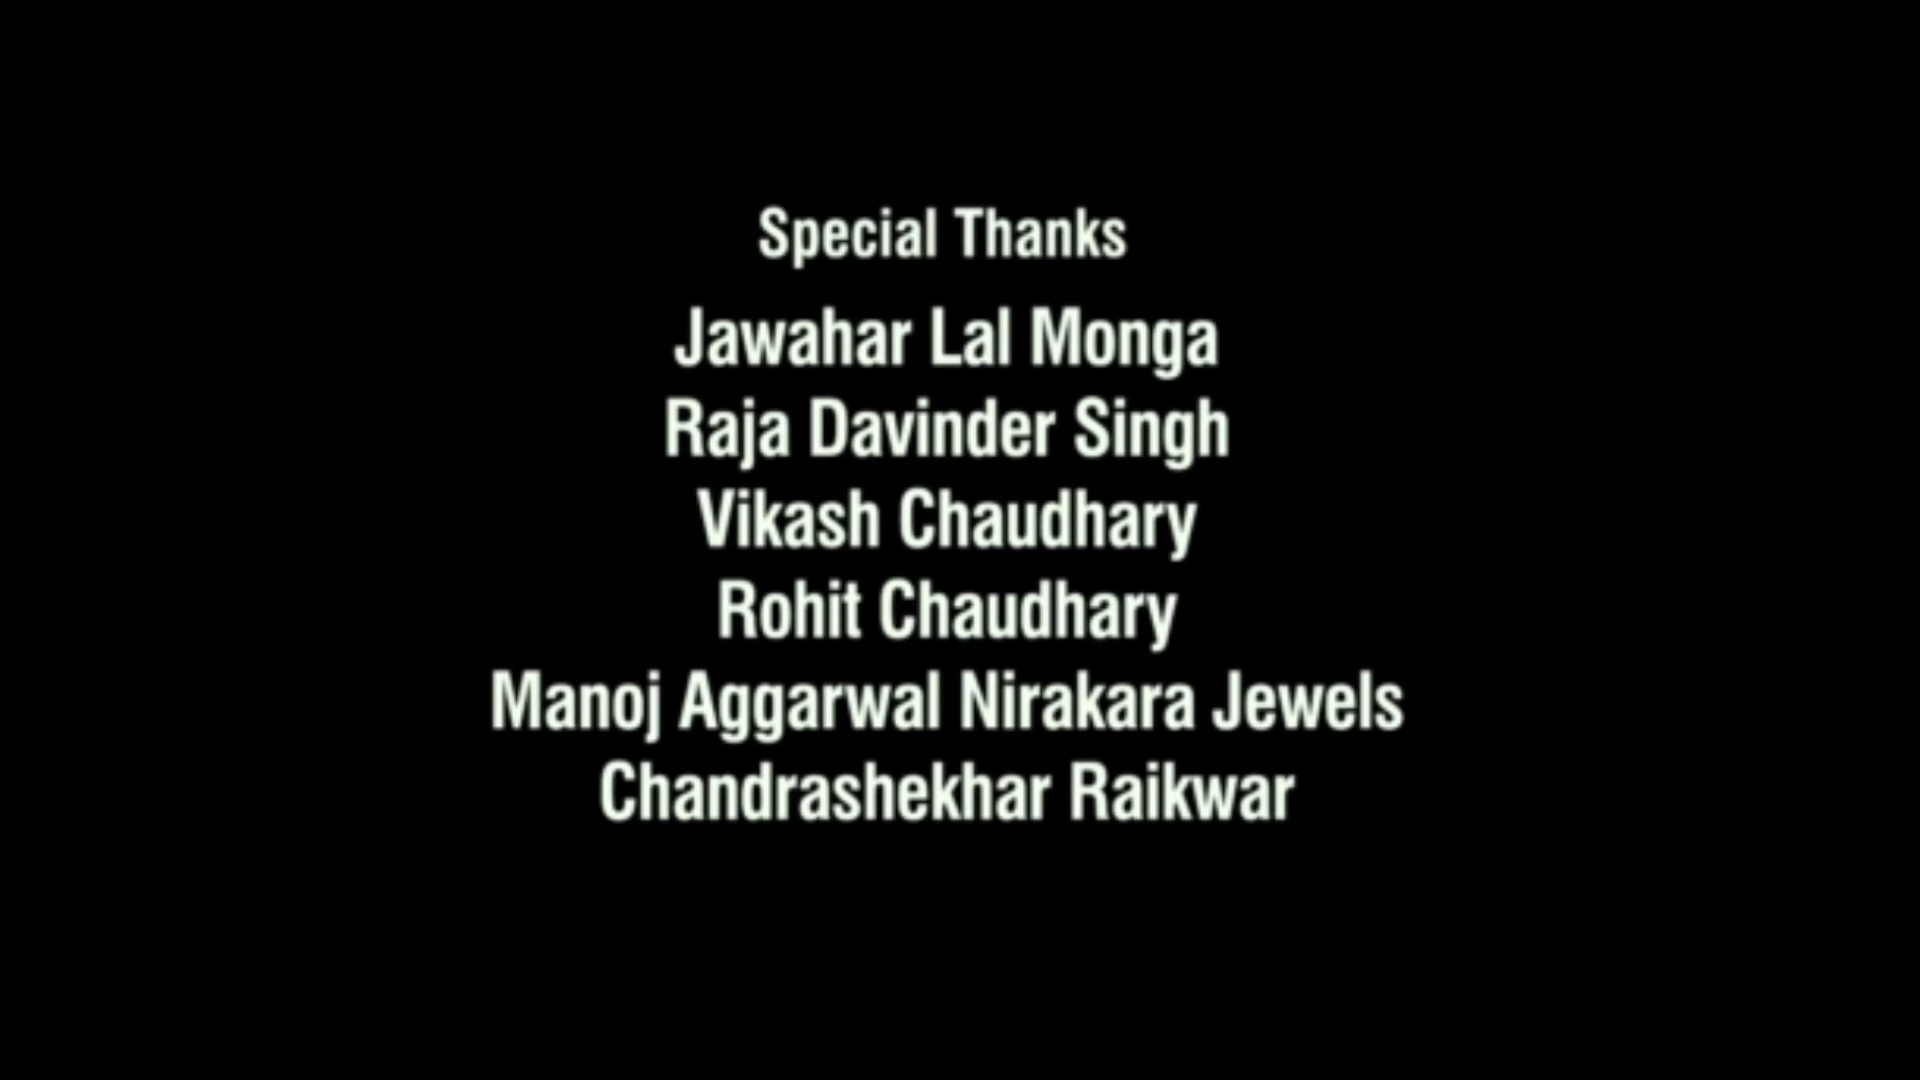 Special Thanks
Jawahar Lal Monga
Raja Davinder Singh
Vikash Chaudhary
Rohit Chaudhary
Manoj Aggarwal Nirakara Jewels
Chandrashekhar Raikwar